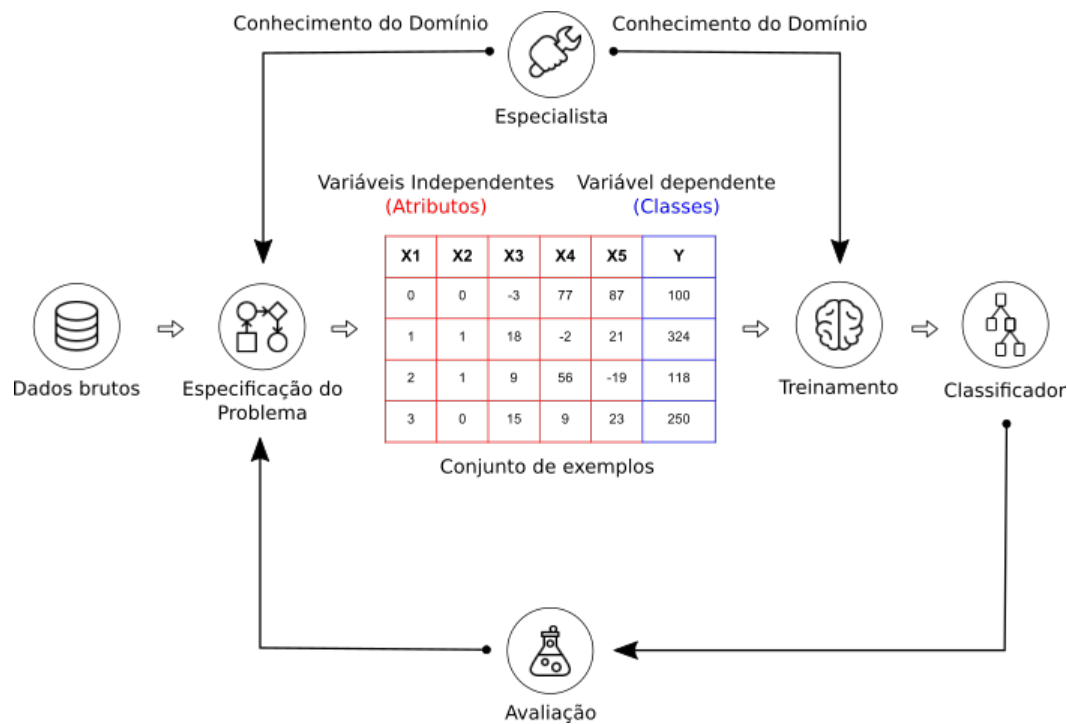 Conhecimento do Domínio
Conhecimento do Domínio
Especialista
Variáveis Independentes
(Atributos)
Variável dependente
(Classes)
X1 X2 X3 X4 X5 Y
0 0 -3 77 87 100
1 1 18 -2 21 324
2 1 9 56 -19 118
3 0 15 9 23 250
Dados brutos
Especificação do
Problema
Treinamento
Classificador
Conjunto de exemplos
Avaliação